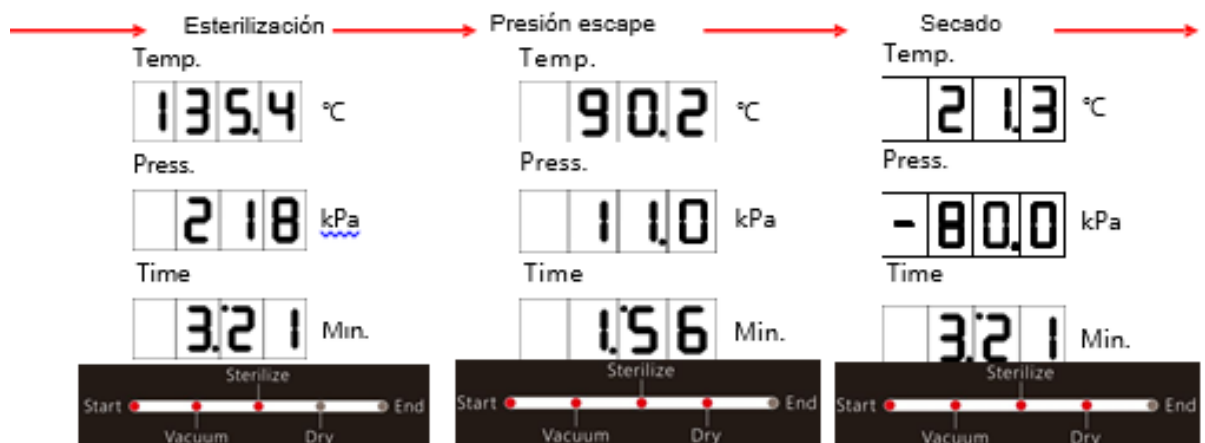 Esterilización
Temp.
135.4 °C
Press.
218 kPa
Time
3:21 Min.
Sterilize
Start End
Vacuum Dry
Presión escape
Temp.
90.2 °C
Press.
11.0 kPa
Time
1:56 Min.
Sterilize
Start End
Vacuum Dry
Secado
Temp.
21.3 °C
Press.
-80.0 kPa
Time
3:21 Min.
Sterilize
Start End
Vacuum Dry